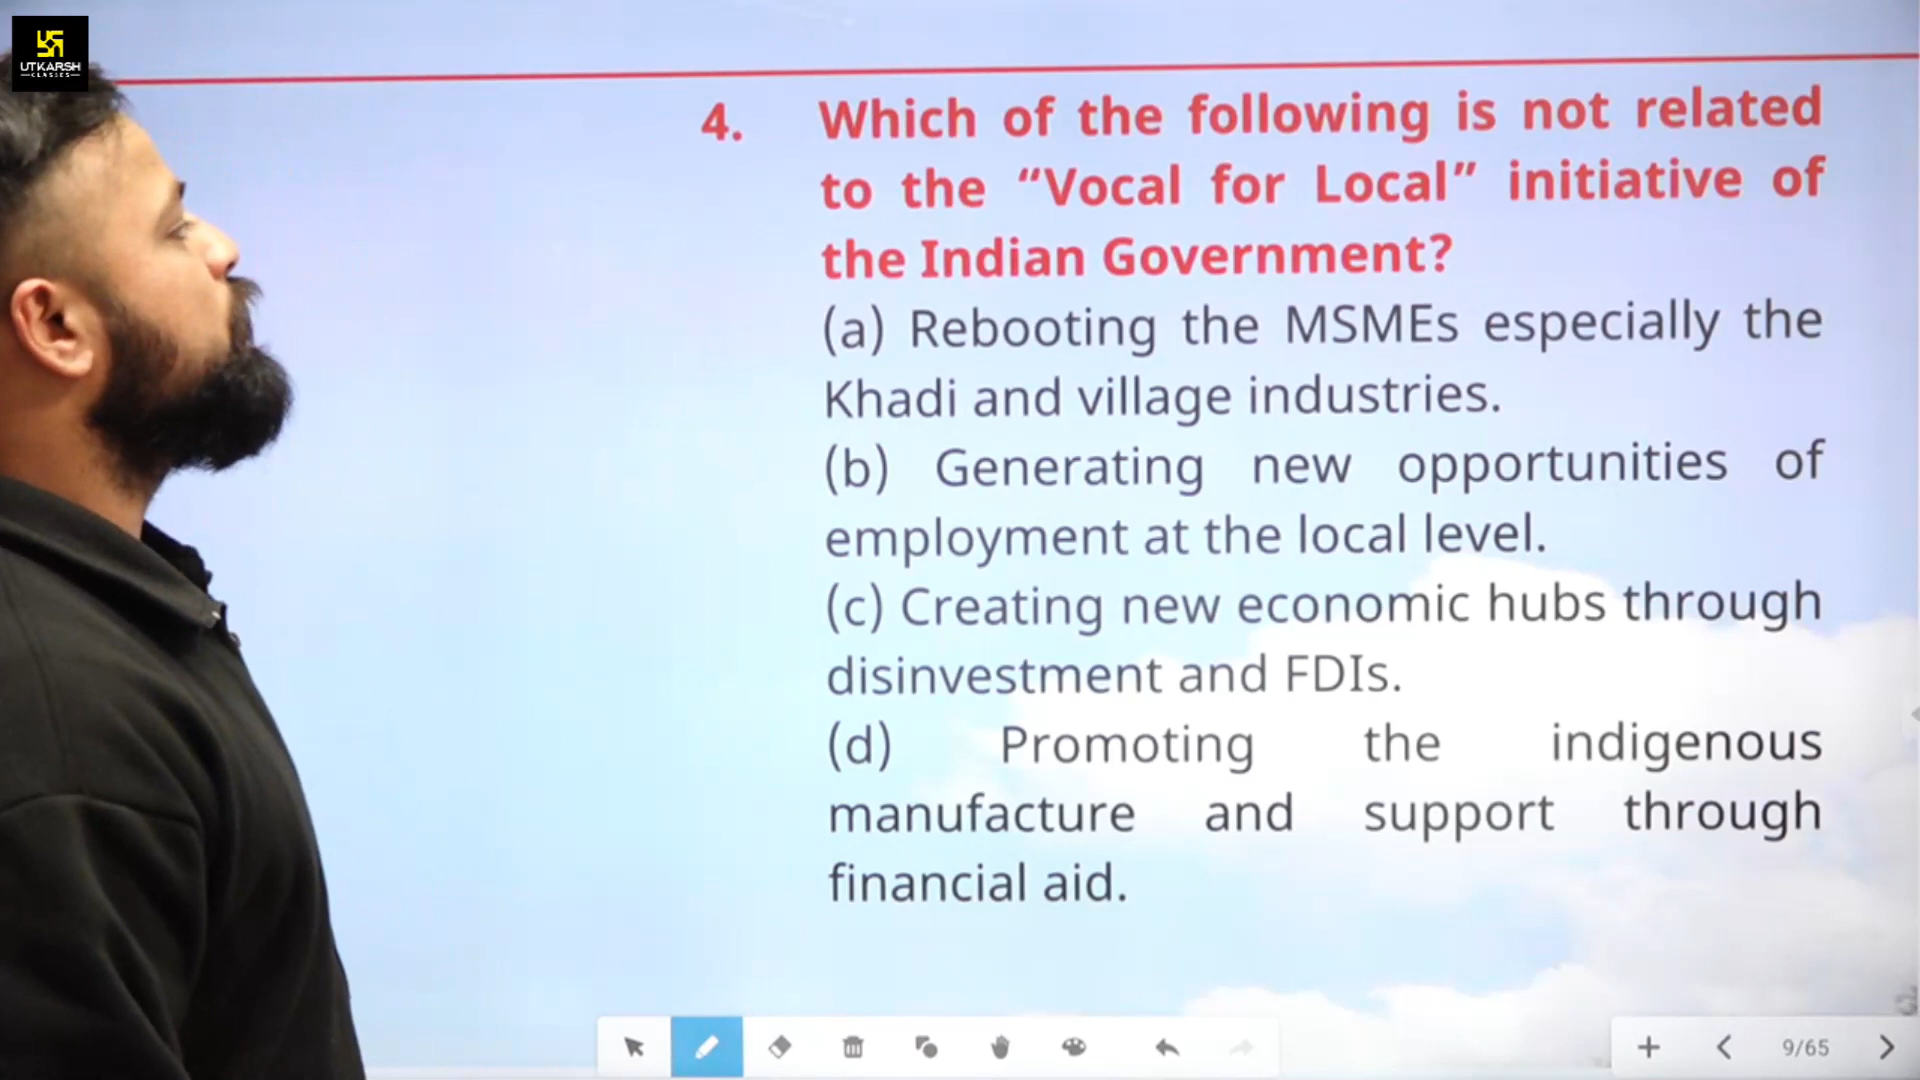 UTKARSH
CLASSES
4. Which of the following is not related
to the “Vocal for Local” initiative of
the Indian Government?
(a) Rebooting the MSMEs especially the
Khadi and village industries.
(b) Generating new opportunities of
employment at the local level.
(c) Creating new economic hubs through
disinvestment and FDIs.
(d) Promoting the indigenous
manufacture and support through
financial aid.
9/65